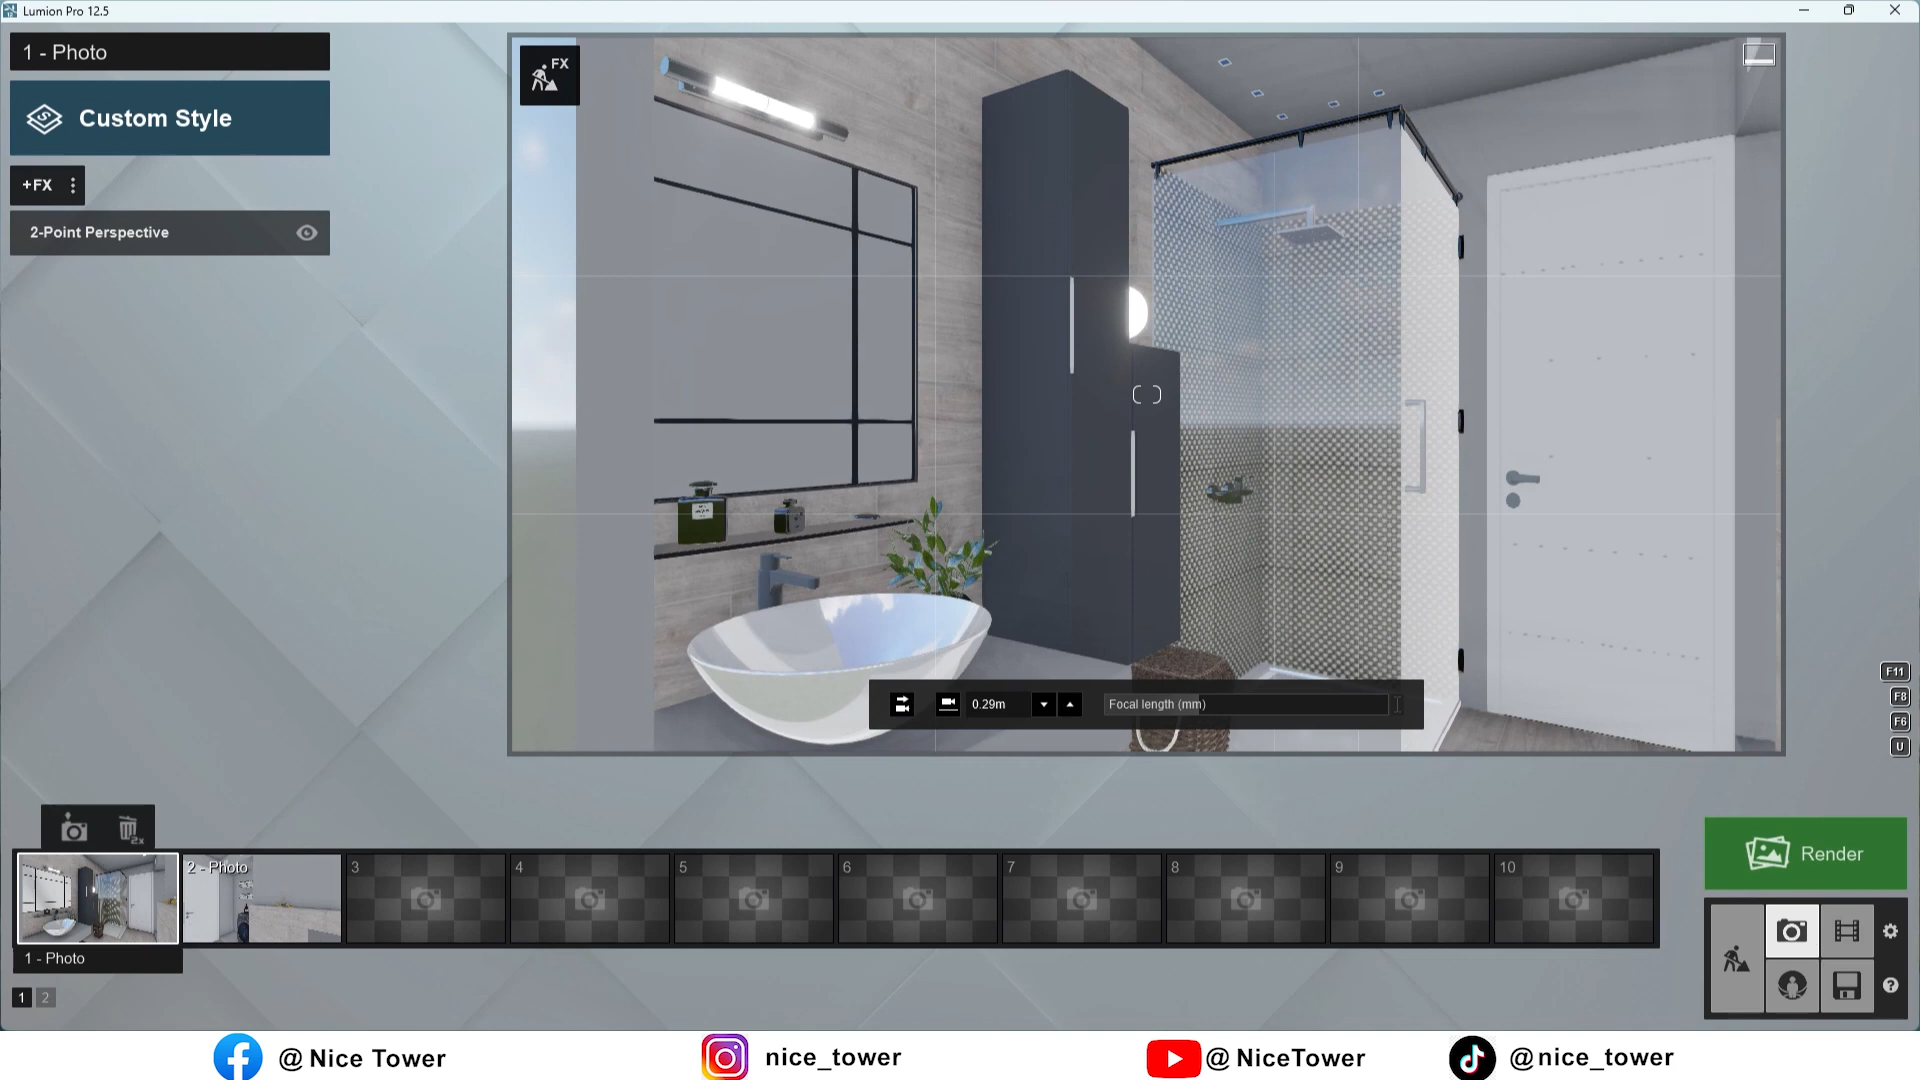 Lumion Pro 12.5
1 - Photo
Custom Style
+FX
2-Point Perspective
FX
0.29m
Focal length (mm)
F11
F8
F6
U
2x
2 - Photo
3
4
5
6
7
8
9
10
1 - Photo
1 2
Render
?
@ Nice Tower
nice_tower
@ NiceTower
@nice_tower